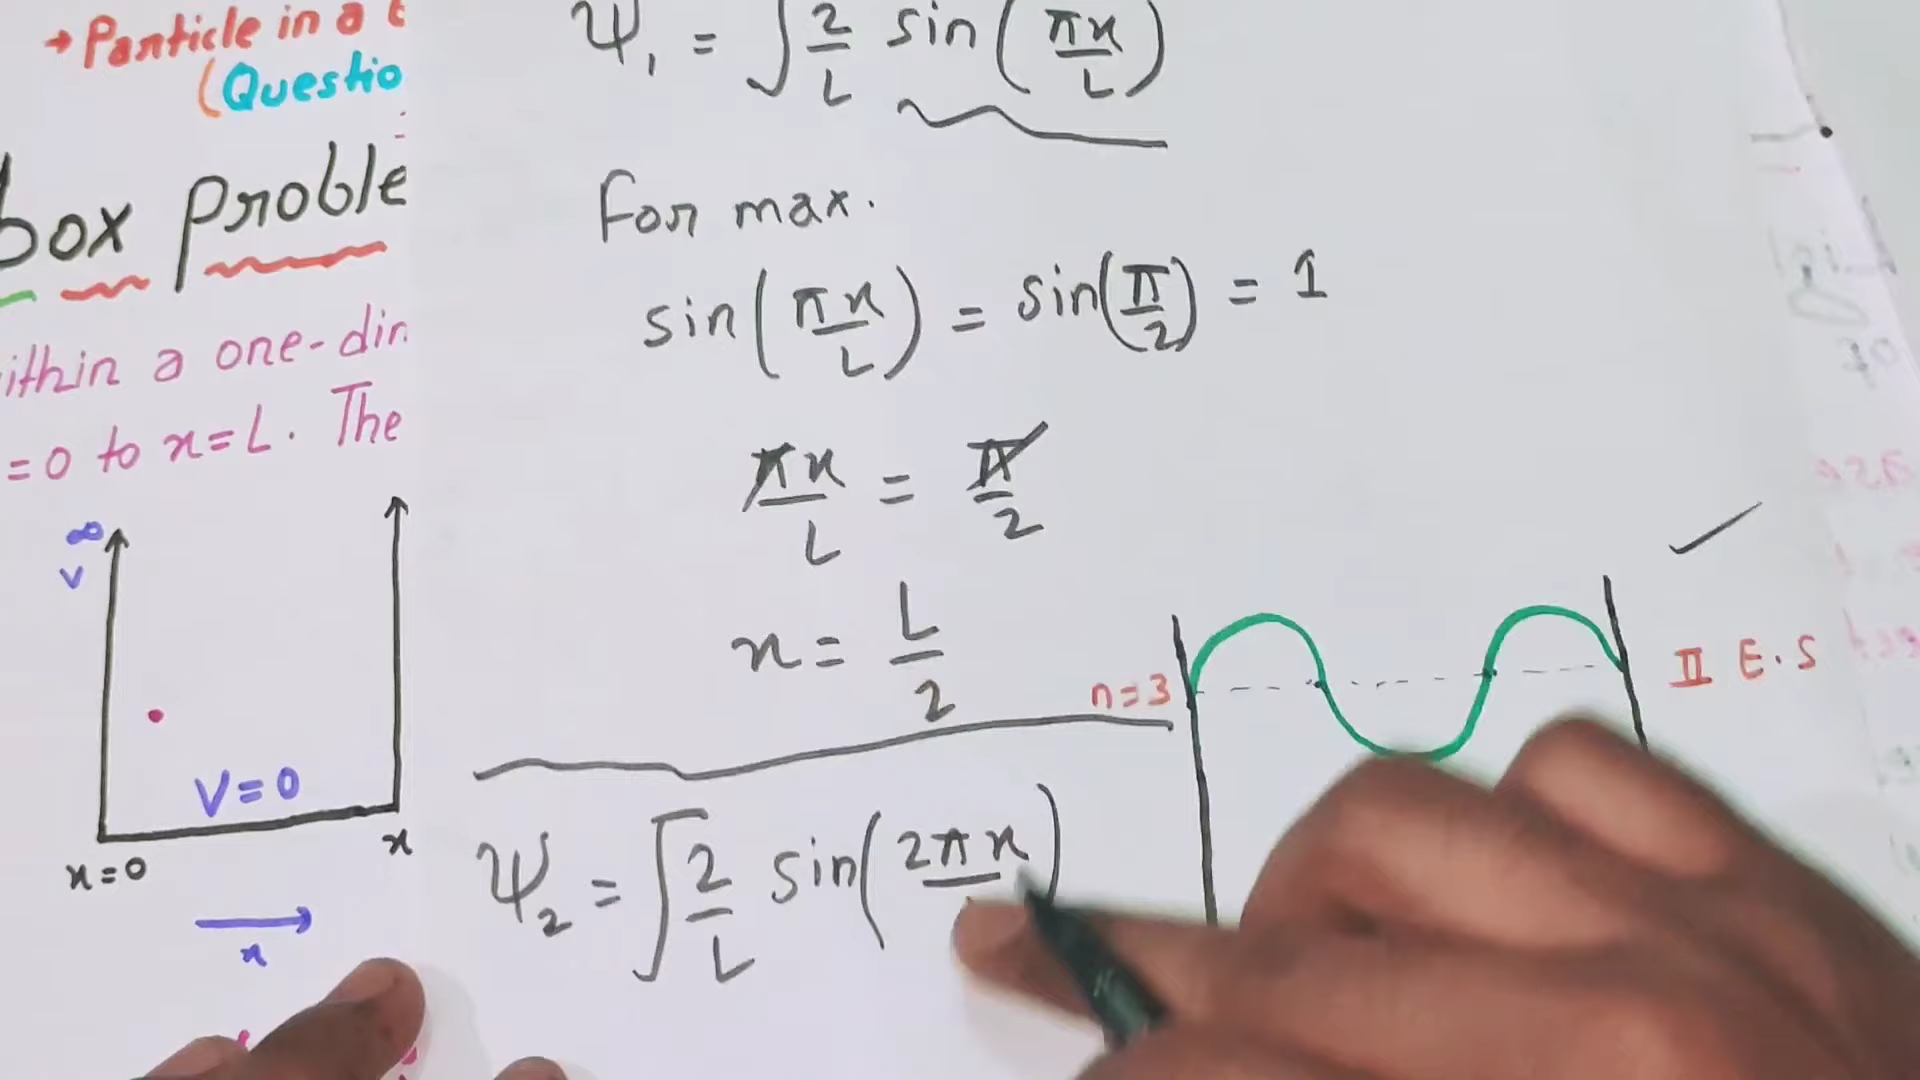 → Particle in a
(Questio
box proble
ithin a one-din
=0 to x=L. The
∞
V
V=0
x=0
x
x
Ψ₁ = √2/L sin(πx/L)
For max.
sin(πx/L) = sin(π/2) = 1
πx/L = π/2
x = L/2
n=3
II E.S
Ψ₂ = √2/L sin(2πx